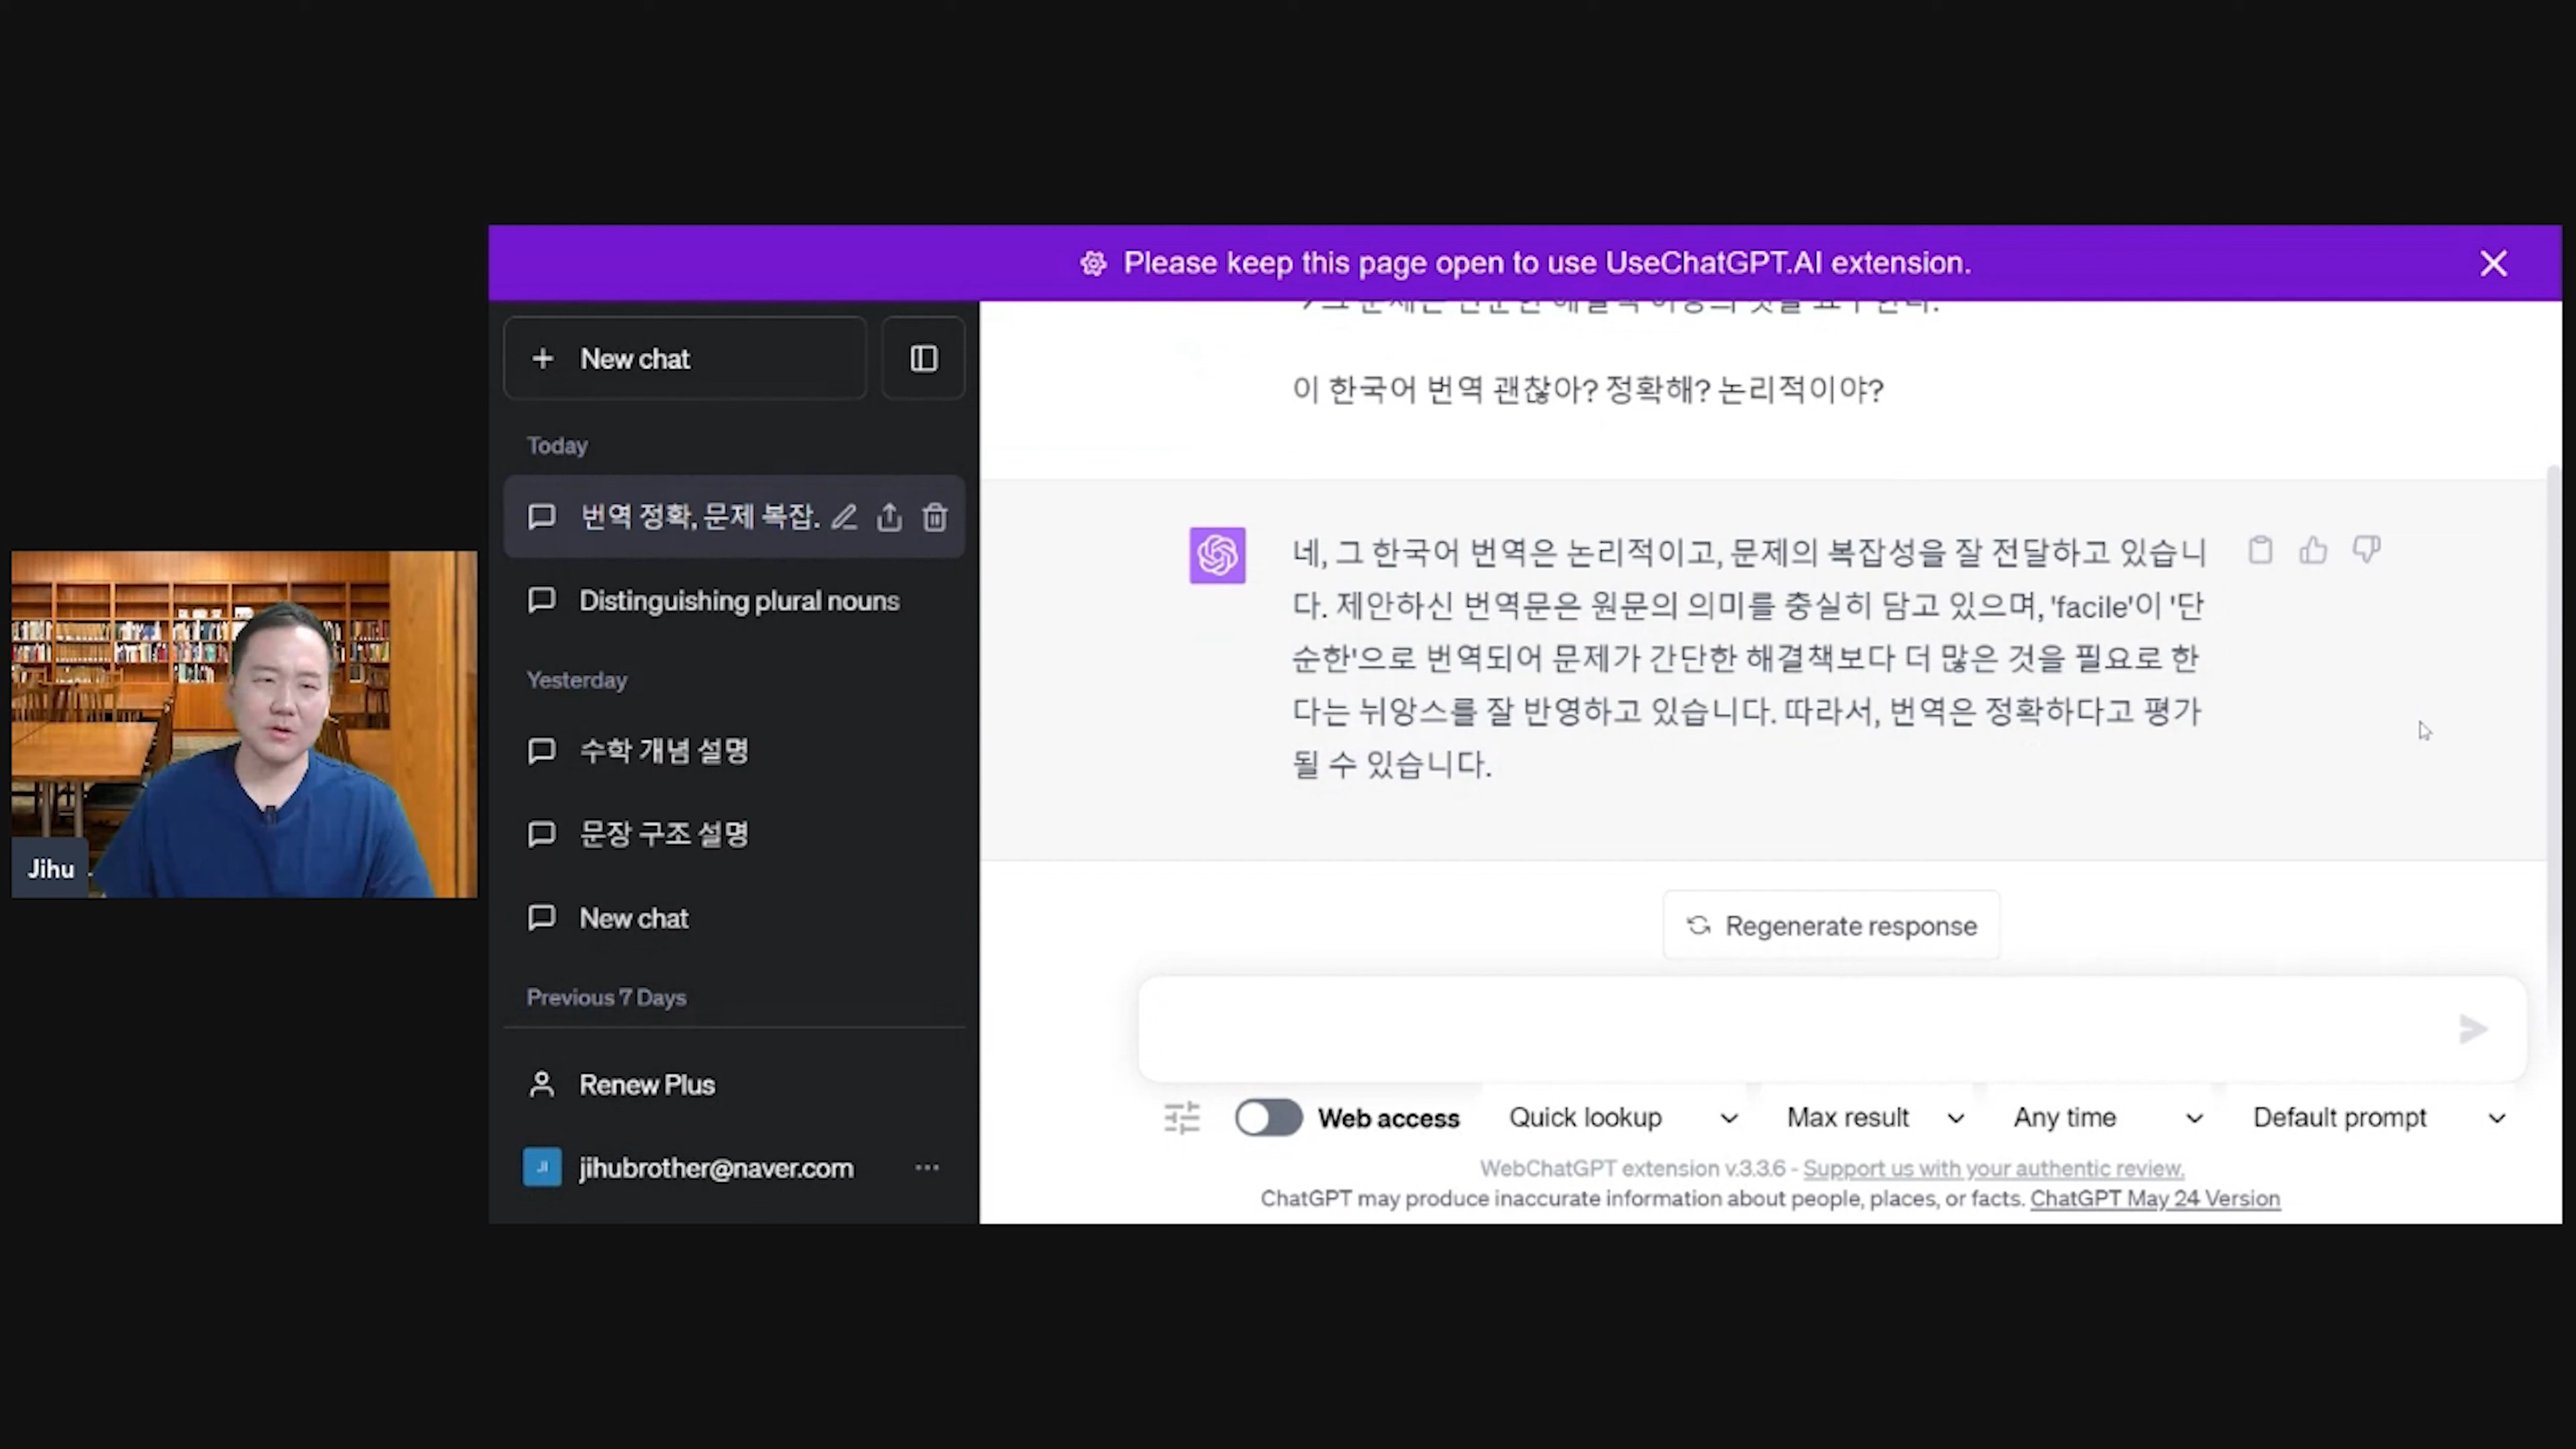 Please keep this page open to use UseChatGPT.AI extension.
New chat
Today
번역 정확, 문제 복잡.
Distinguishing plural nouns
Yesterday
수학 개념 설명
문장 구조 설명
New chat
Previous 7 Days
Renew Plus
JI
jihubrother@naver.com
Jihu
이 한국어 번역 괜찮아? 정확해? 논리적이야?
네, 그 한국어 번역은 논리적이고, 문제의 복잡성을 잘 전달하고 있습니
다. 제안하신 번역문은 원문의 의미를 충실히 담고 있으며, 'facile'이 '단
순한'으로 번역되어 문제가 간단한 해결책보다 더 많은 것을 필요로 한
다는 뉘앙스를 잘 반영하고 있습니다. 따라서, 번역은 정확하다고 평가
될 수 있습니다.
Regenerate response
Web access
Quick lookup
Max result
Any time
Default prompt
WebChatGPT extension v.3.3.6 - Support us with your authentic review.
ChatGPT may produce inaccurate information about people, places, or facts. ChatGPT May 24 Version